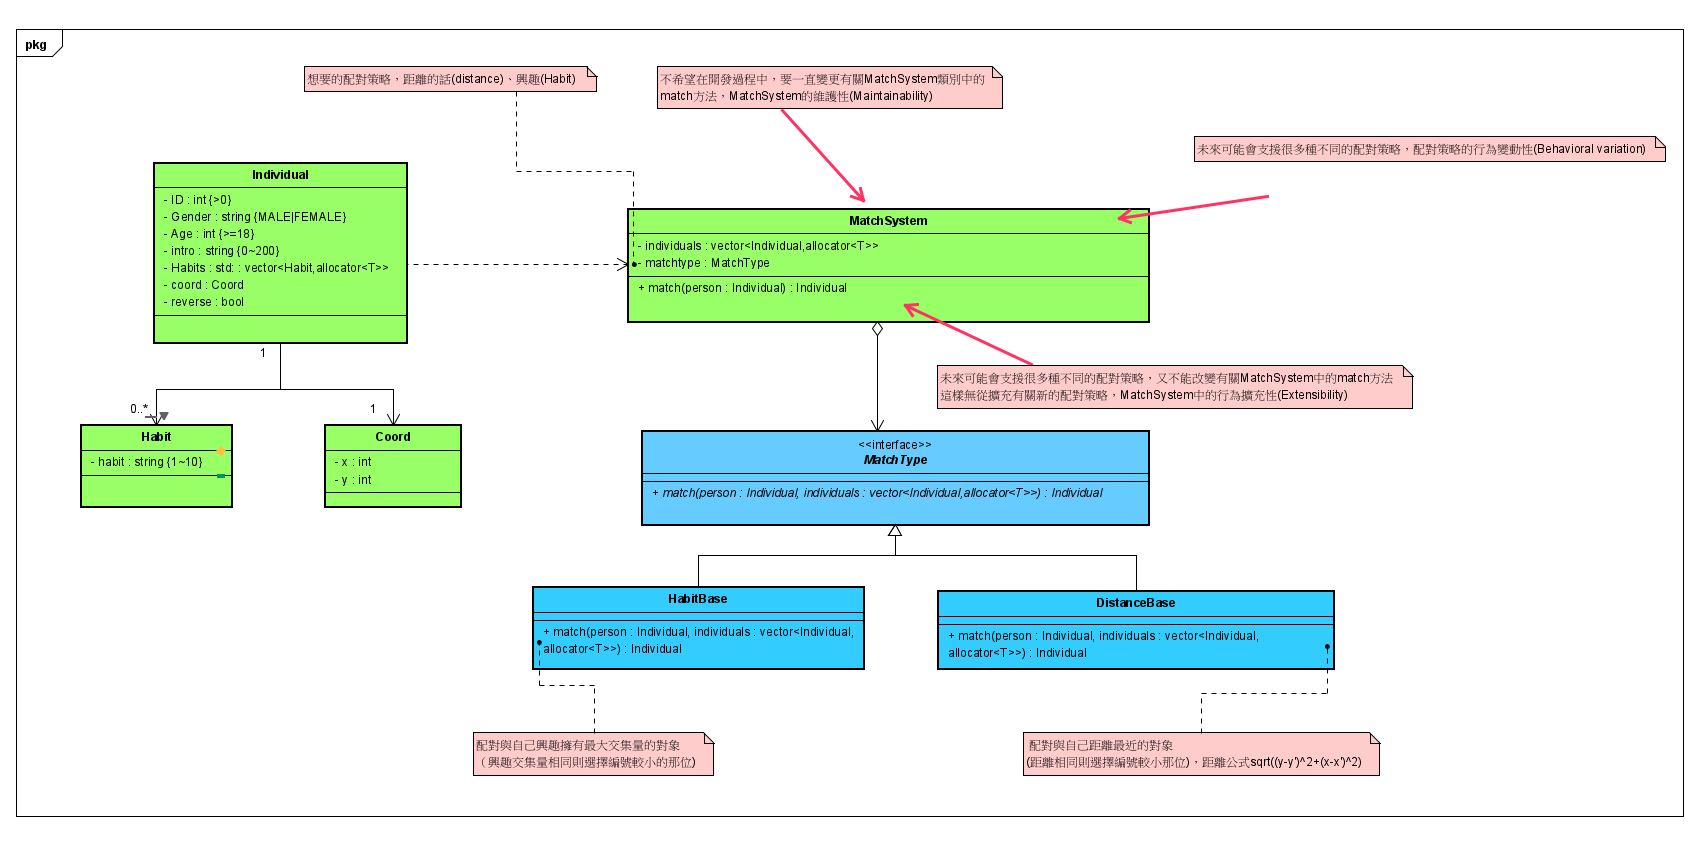 pkg
想要的配對策略，距離的話(distance)、興趣(Habit)
不希望在開發過程中，要一直變更有關MatchSystem類別中的
match方法，MatchSystem的維護性(Maintainability)
未來可能會支援很多種不同的配對策略，配對策略的行為變動性(Behavioral variation)
Individual
- ID : int {>0}
- Gender : string {MALE|FEMALE}
- Age : int {>=18}
- intro : string {0~200}
- Habits : std: : vector<Habit,allocator<T>>
- coord : Coord
- reverse : bool
MatchSystem
- individuals : vector<Individual,allocator<T>>
- matchtype : MatchType
+ match(person : Individual) : Individual
1
0..*
1
未來可能會支援很多種不同的配對策略，又不能改變有關MatchSystem中的match方法
這樣無從擴充有關新的配對策略，MatchSystem中的行為擴充性(Extensibility)
Habit
- habit : string {1~10}
Coord
- x : int
- y : int
<<interface>>
MatchType
+ match(person : Individual, individuals : vector<Individual,allocator<T>>) : Individual
HabitBase
+ match(person : Individual, individuals : vector<Individual,
allocator<T>>) : Individual
DistanceBase
+ match(person : Individual, individuals : vector<Individual,
allocator<T>>) : Individual
配對與自己興趣擁有最大交集量的對象
（興趣交集量相同則選擇編號較小的那位)
配對與自己距離最近的對象
(距離相同則選擇編號較小那位)，距離公式sqrt((y-y')^2+(x-x')^2)